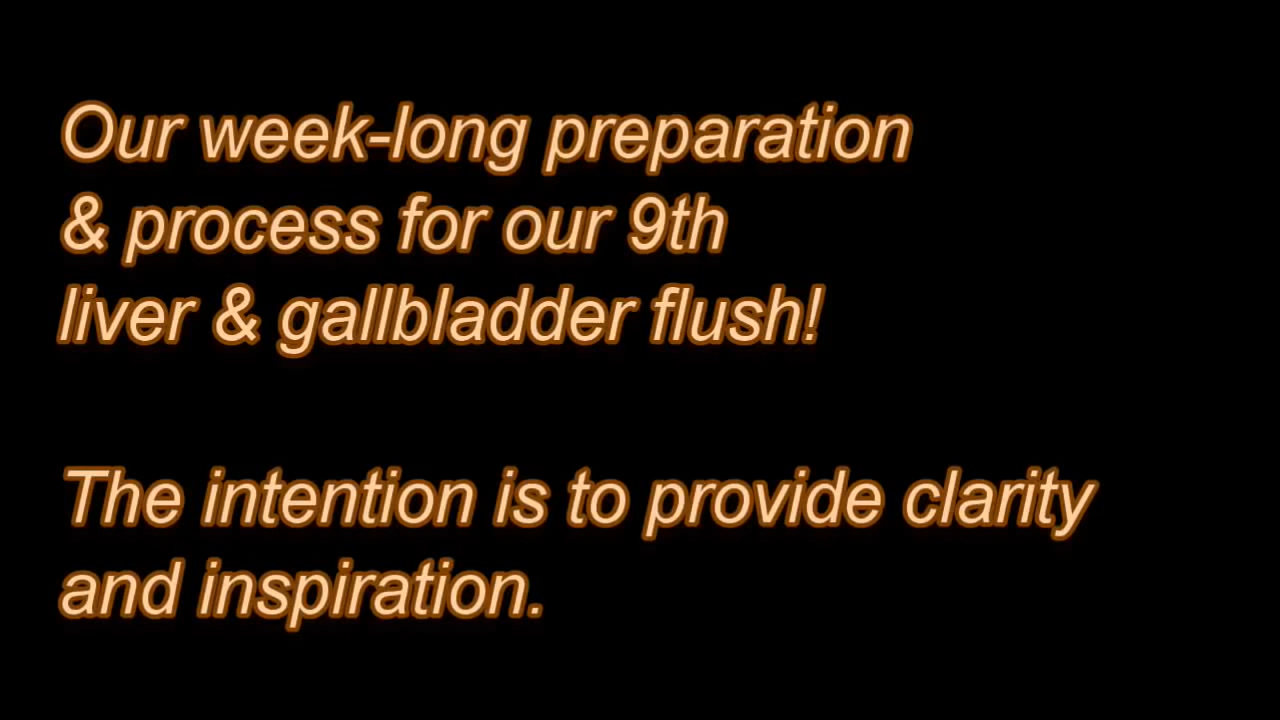 Our week-long preparation
& process for our 9th
liver & gallbladder flush!
The intention is to provide clarity
and inspiration.